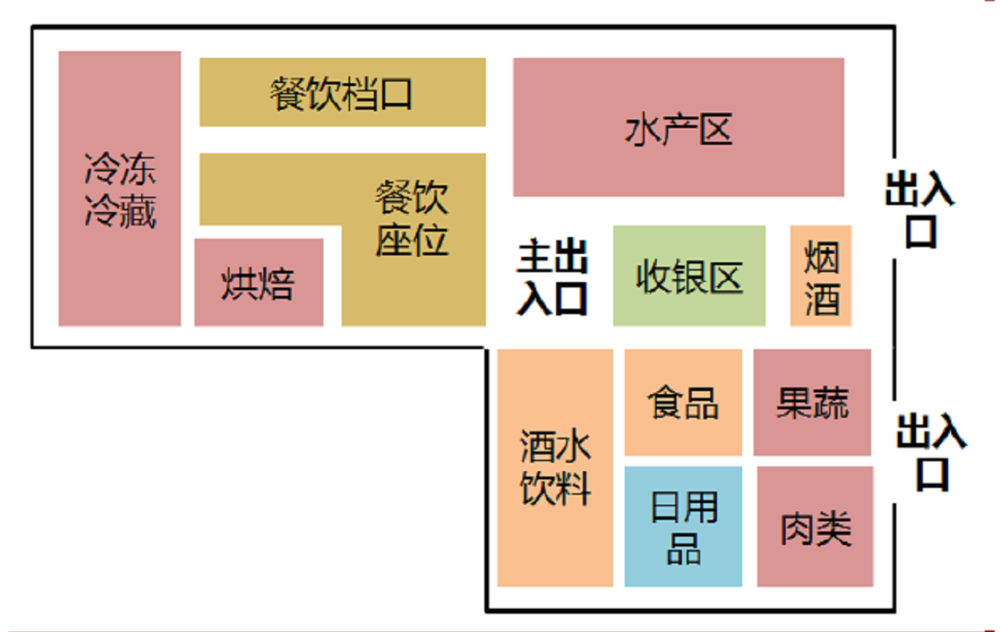 餐饮档口
水产区
冷冻
冷藏
餐饮
座位
出入
口
主出
入口
收银区
烟
酒
烘焙
食品
果蔬
酒水
饮料
出入
口
日用
品
肉类